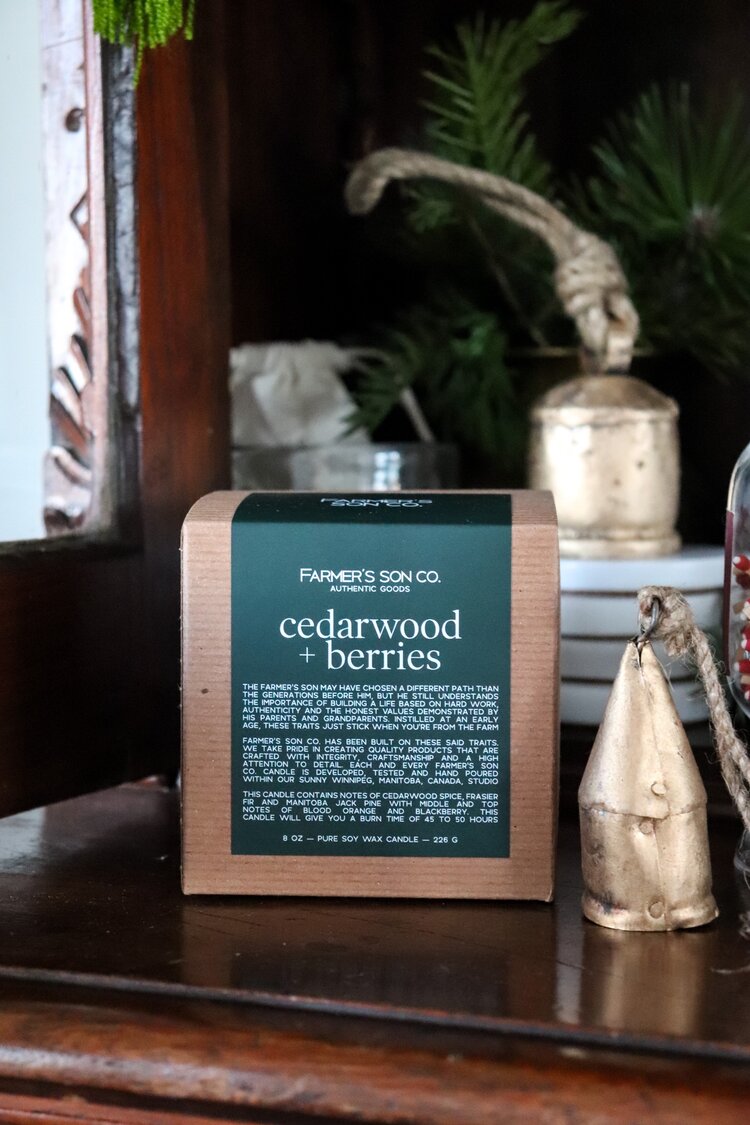 FARMER'S
SON CO.
FARMER'S SON CO.
AUTHENTIC GOODS
cedarwood
+ berries
THE FARMER'S SON MAY HAVE CHOSEN A DIFFERENT PATH THAN
THE GENERATIONS BEFORE HIM, BUT HE STILL UNDERSTANDS
THE IMPORTANCE OF BUILDING A LIFE BASED ON HARD WORK,
AUTHENTICITY AND THE HONEST VALUES DEMONSTRATED BY
HIS PARENTS AND GRANDPARENTS. INSTILLED AT AN EARLY
AGE, THESE TRAITS JUST STICK WHEN YOU'RE FROM THE FARM
FARMER'S SON CO. HAS BEEN BUILT ON THESE SAID TRAITS.
WE TAKE PRIDE IN CREATING QUALITY PRODUCTS THAT ARE
CRAFTED WITH INTEGRITY, CRAFTSMANSHIP AND A HIGH
ATTENTION TO DETAIL. EACH AND EVERY FARMER'S SON
CO. CANDLE IS DEVELOPED, TESTED AND HAND POURED
WITHIN OUR SUNNY WINNIPEG, MANITOBA, CANADA, STUDIO
THIS CANDLE CONTAINS NOTES OF CEDARWOOD SPICE, FRASIER
FIR AND MANITOBA JACK PINE WITH MIDDLE AND TOP
NOTES OF BLOOD ORANGE AND BLACKBERRY. THIS
CANDLE WILL GIVE YOU A BURN TIME OF 45 TO 50 HOURS
8 OZ — PURE SOY WAX CANDLE — 226 G